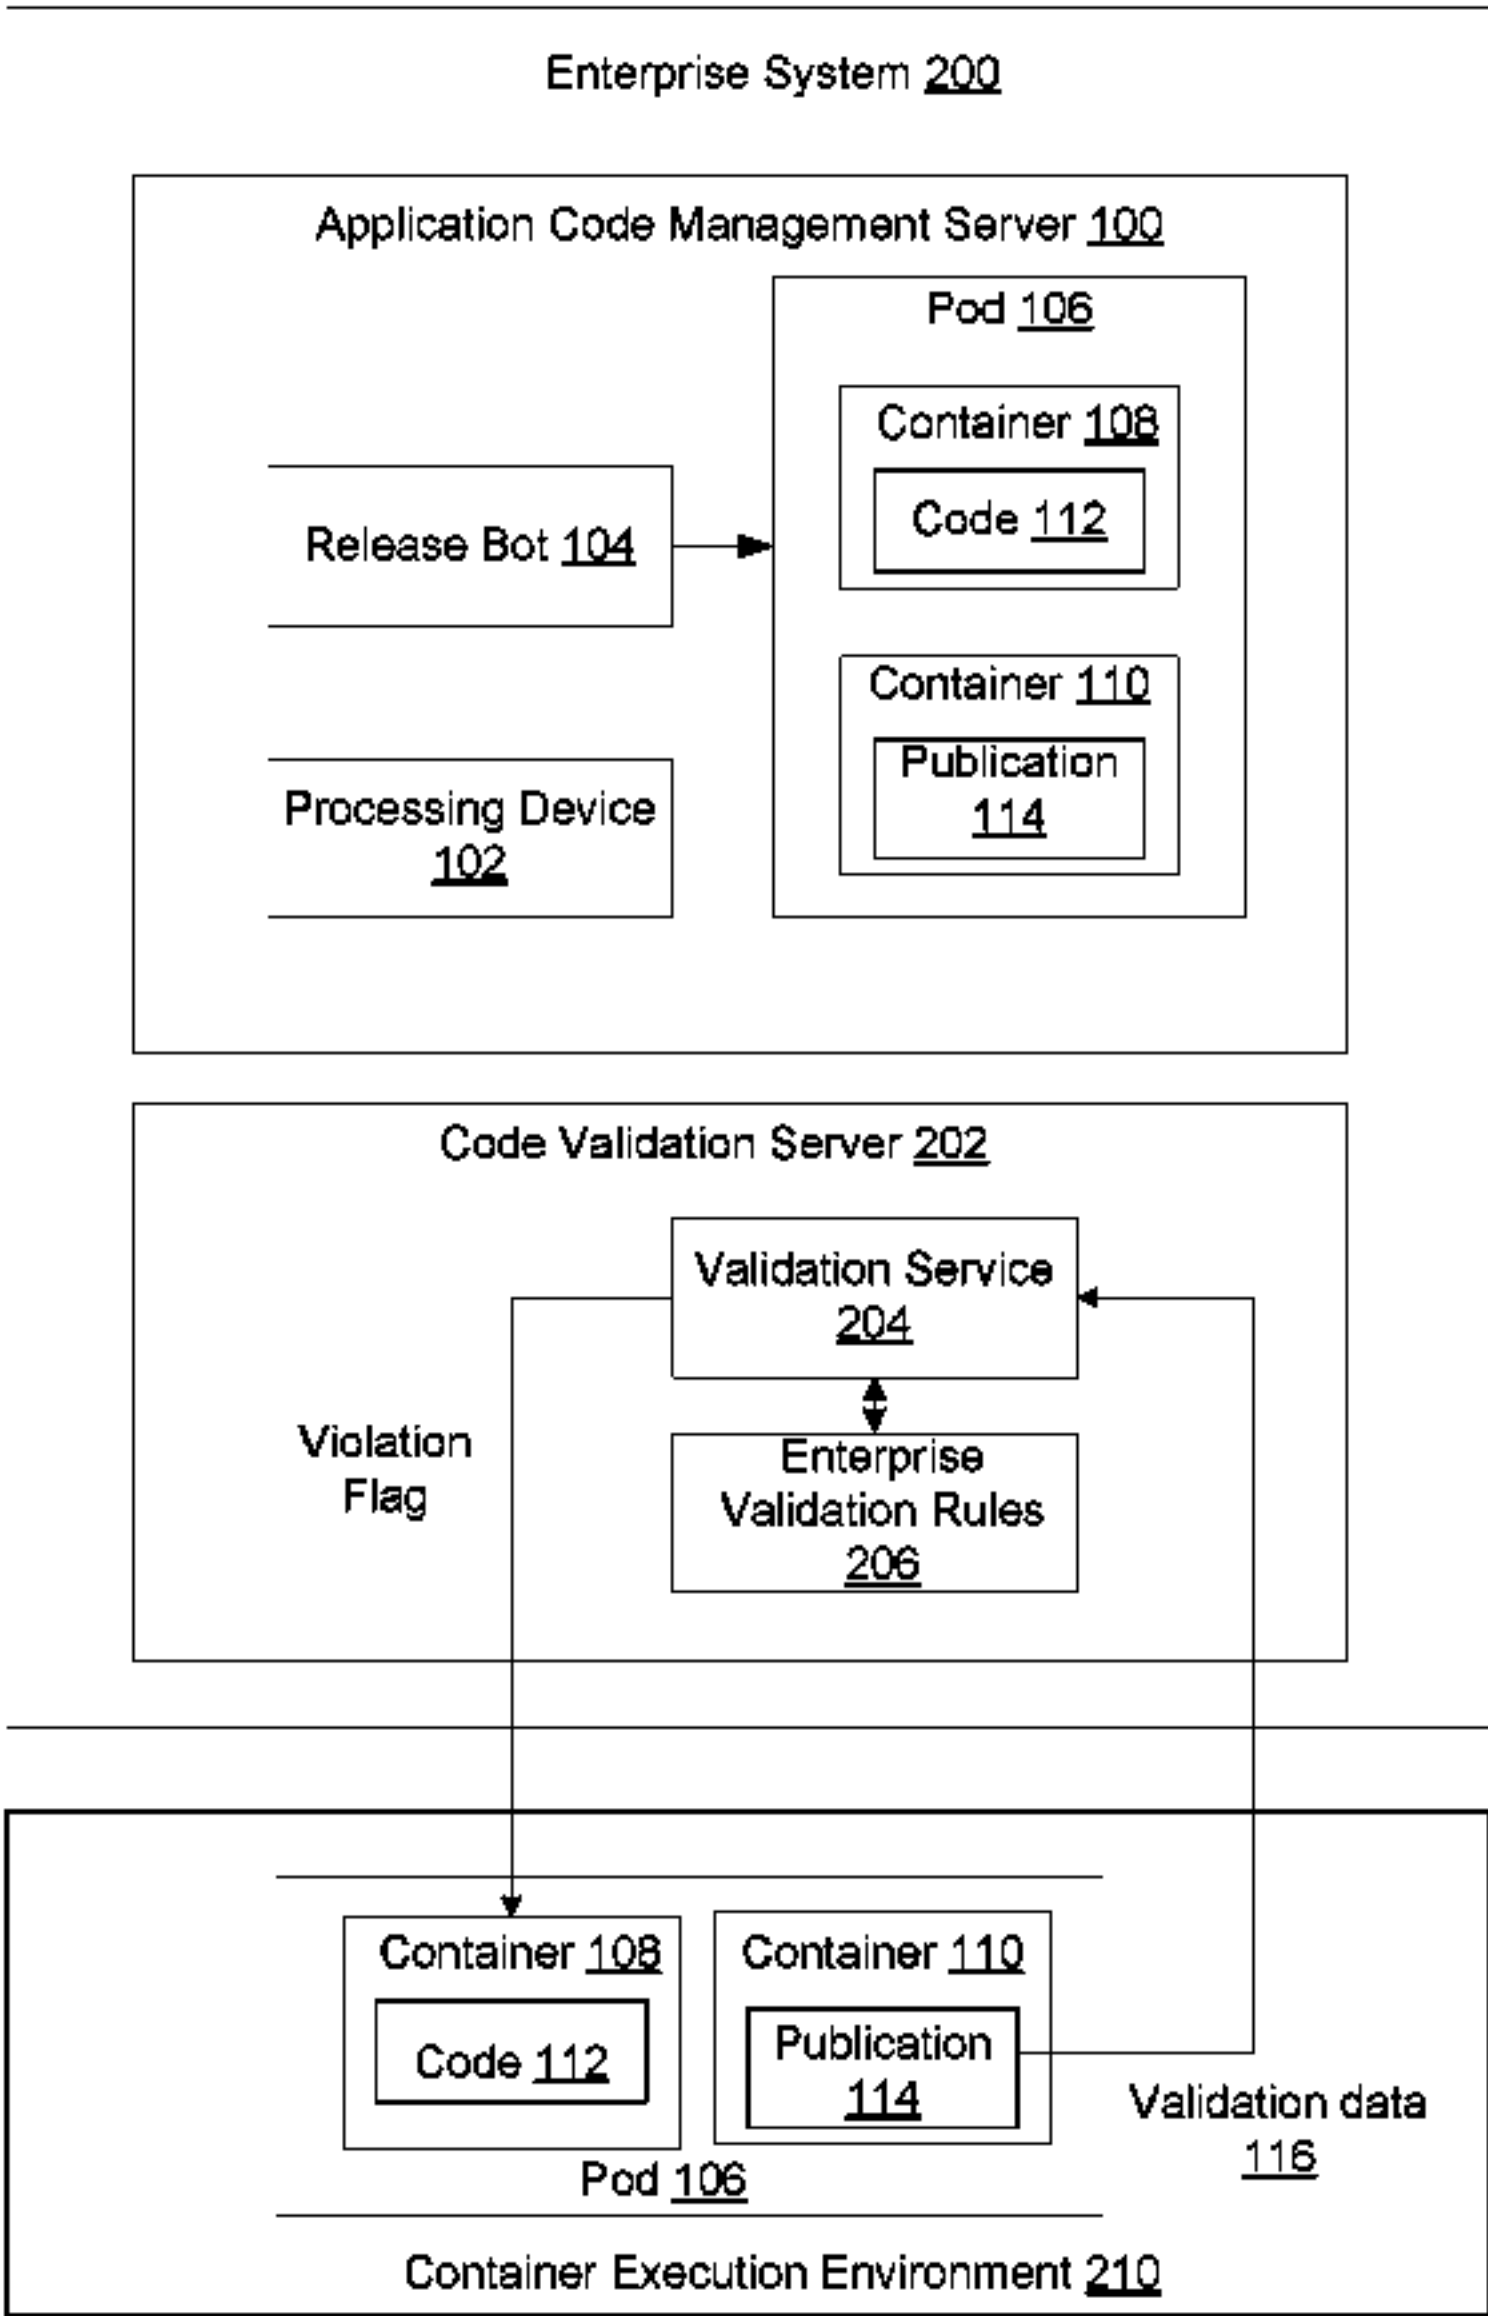 Enterprise System 200
Application Code Management Server 100
Pod 106
Container 108
Code 112
Release Bot 104
Container 110
Publication
114
Processing Device
102
Code Validation Server 202
Validation Service
204
Violation
Flag
Enterprise
Validation Rules
206
Container 108
Code 112
Container 110
Publication
114
Validation data
116
Pod 106
Container Execution Environment 210